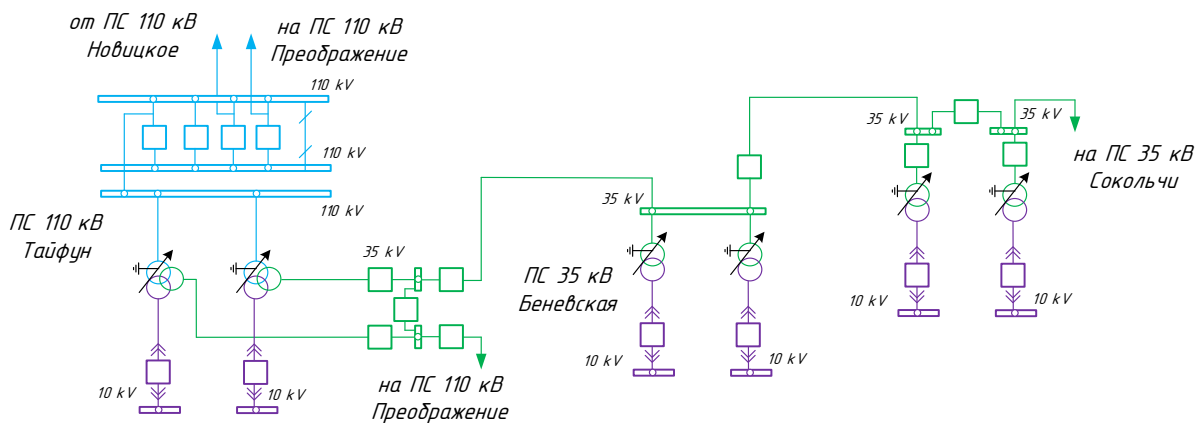 от ПС 110 кВ
Новицкое
на ПС 110 кВ
Преображение
110 kV
110 kV
110 kV
ПС 110 кВ
Тайфун
35 kV
10 kV
10 kV
на ПС 110 кВ
Преображение
35 kV
ПС 35 кВ
Беневская
10 kV
10 kV
35 kV
35 kV
на ПС 35 кВ
Сокольчи
10 kV
10 kV